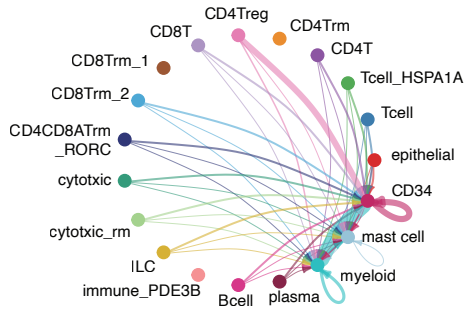 CD4Treg
CD8T
CD4Trm
CD4T
CD8Trm_1
Tcell_HSPA1A
CD8Trm_2
Tcell
CD4CD8ATrm
_RORC
epithelial
cytotxic
CD34
cytotxic_rm
mast cell
ILC
myeloid
immune_PDE3B
Bcell
plasma